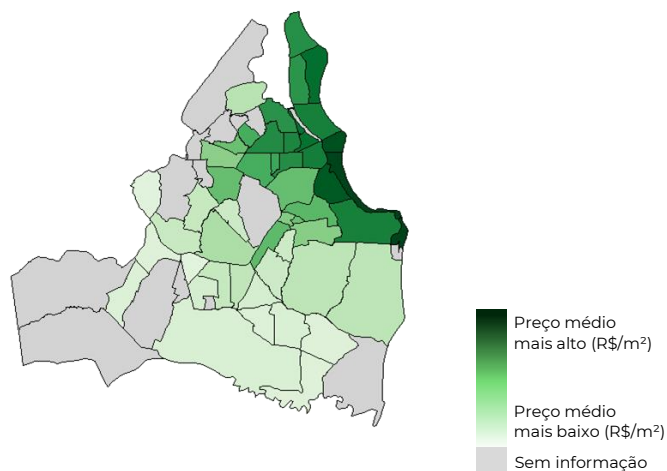 Preço médio
mais alto (R$/m²)
Preço médio
mais baixo (R$/m²)
Sem informação